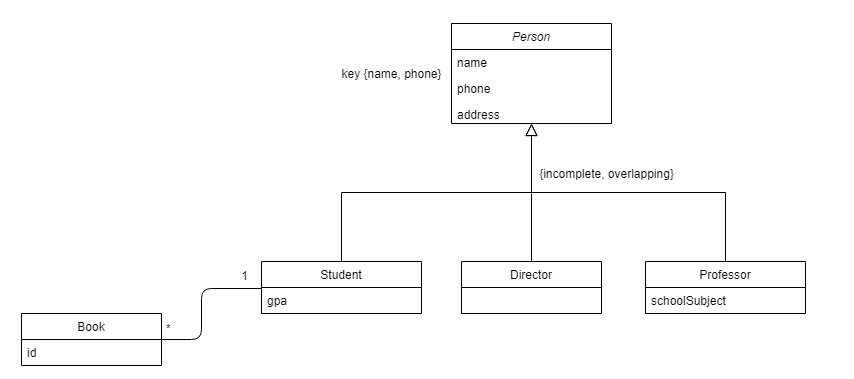 Person
key {name, phone}
name
phone
address
{incomplete, overlapping}
1
Student
gpa
Director
Professor
schoolSubject
Book
*
id